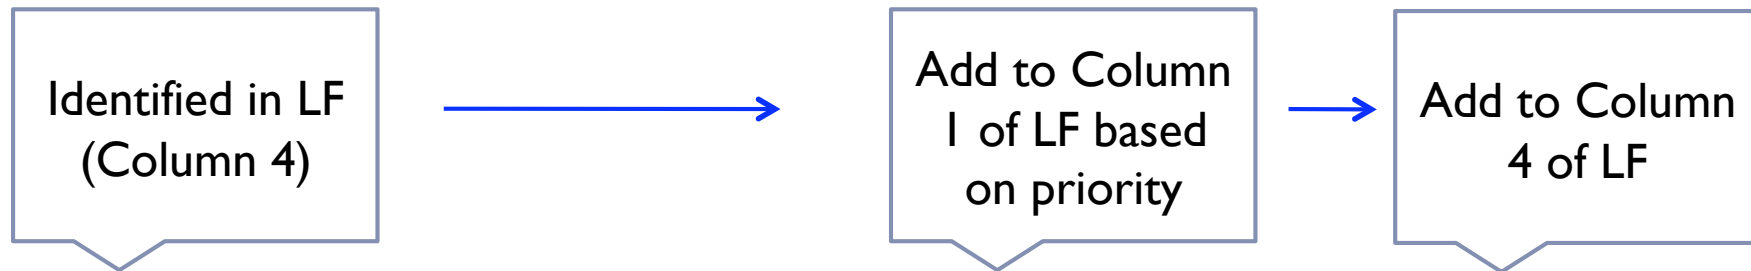 Identified in LF
(Column 4)
Add to Column
1 of LF based
on priority
Add to Column
4 of LF